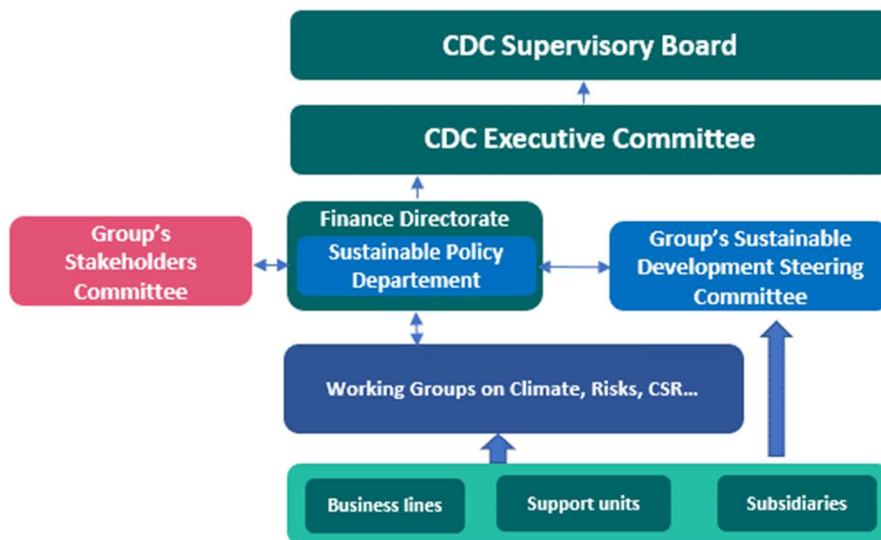 CDC Supervisory Board
CDC Executive Committee
Finance Directorate
Sustainable Policy
Departement
Group's
Stakeholders
Committee
Group's Sustainable
Development Steering
Committee
Working Groups on Climate, Risks, CSR...
Business lines
Support units
Subsidiaries